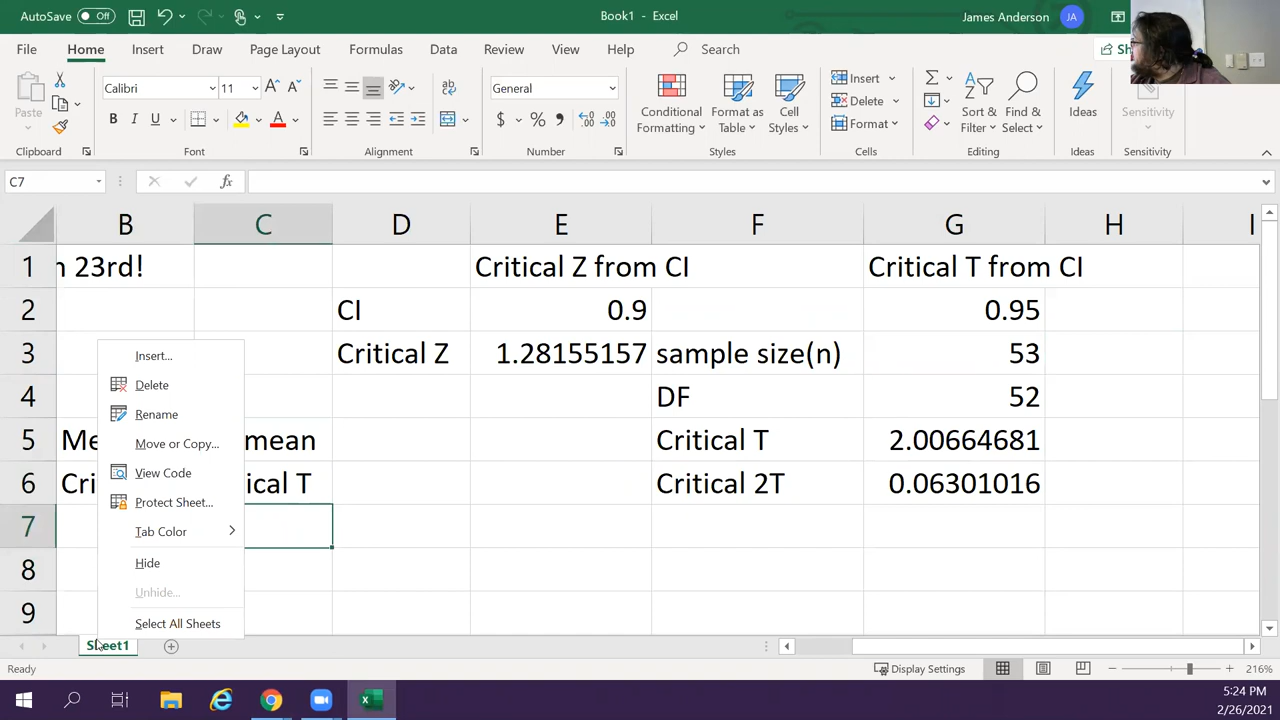 AutoSave Off
Book1 - Excel
James Anderson JA
File Home Insert Draw Page Layout Formulas Data Review View Help Search
Calibri 11
General
Insert
Delete
Format
Paste
B I U
$ % 9
Conditional Formatting
Format as Table
Cell Styles
Sort & Filter
Find & Select
Ideas
Sensitivity
Clipboard Font Alignment Number Styles Cells Editing Ideas Sensitivity
C7 fx
B C D E F G H I
1 23rd! Critical Z from CI Critical T from CI
2 CI 0.9 0.95
3 Critical Z 1.28155157 sample size(n) 53
4 DF 52
5 mean Critical T 2.00664681
6 ical T Critical 2T 0.06301016
7
8
9
Insert...
Delete
Rename
Move or Copy...
View Code
Protect Sheet...
Tab Color
Hide
Unhide...
Select All Sheets
Sheet1
Ready
Display Settings
216%
5:24 PM
2/26/2021